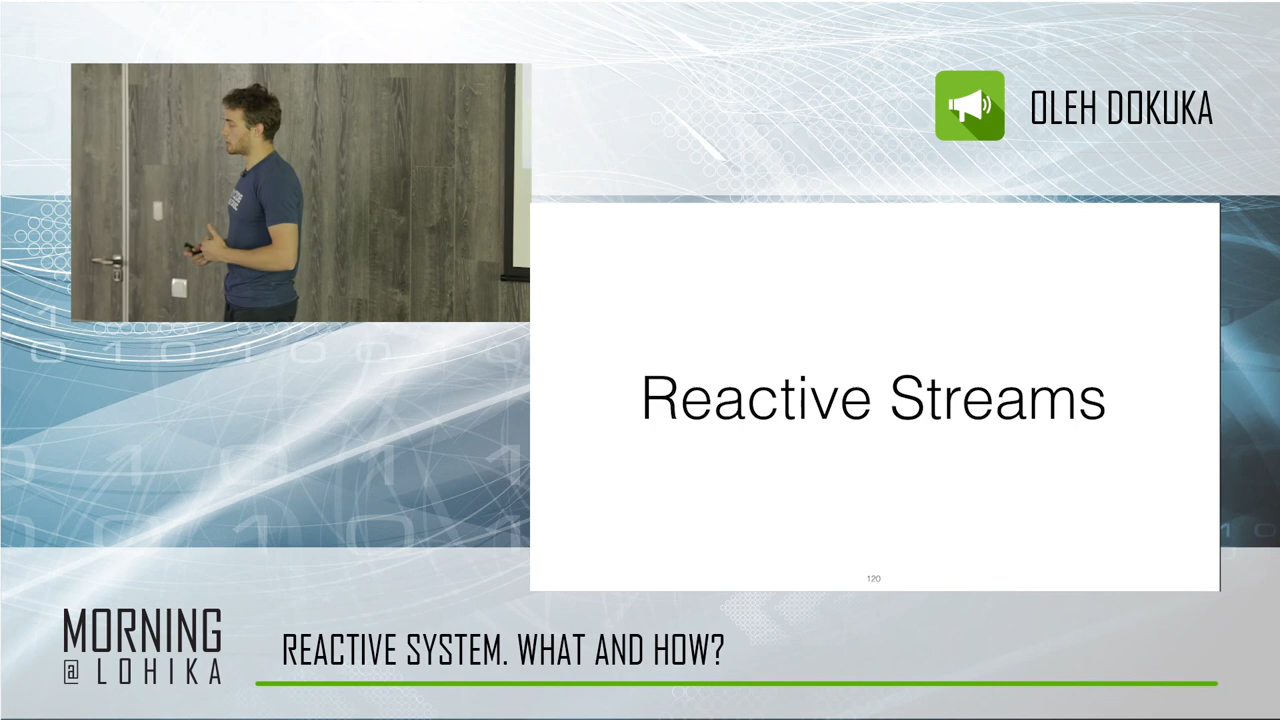 OLEH DOKUKA
Reactive Streams
120
MORNING
@ LOHIKA
REACTIVE SYSTEM. WHAT AND HOW?